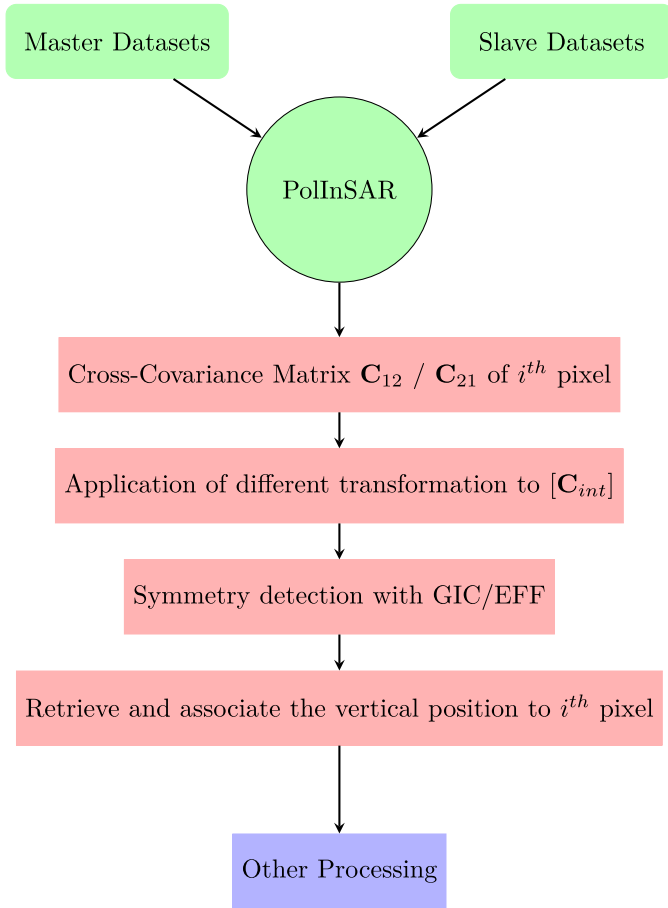 Master Datasets
Slave Datasets
PolInSAR
Cross-Covariance Matrix C₁₂ / C₂₁ of iᵗʰ pixel
Application of different transformation to [C_int]
Symmetry detection with GIC/EFF
Retrieve and associate the vertical position to iᵗʰ pixel
Other Processing